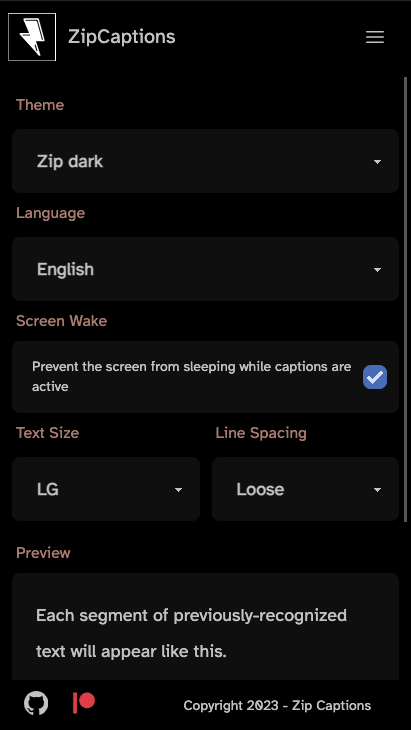 ZipCaptions
Theme
Zip dark
Language
English
Screen Wake
Prevent the screen from sleeping while captions are
active
Text Size
Line Spacing
LG
Loose
Preview
Each segment of previously-recognized
text will appear like this.
Copyright 2023 - Zip Captions